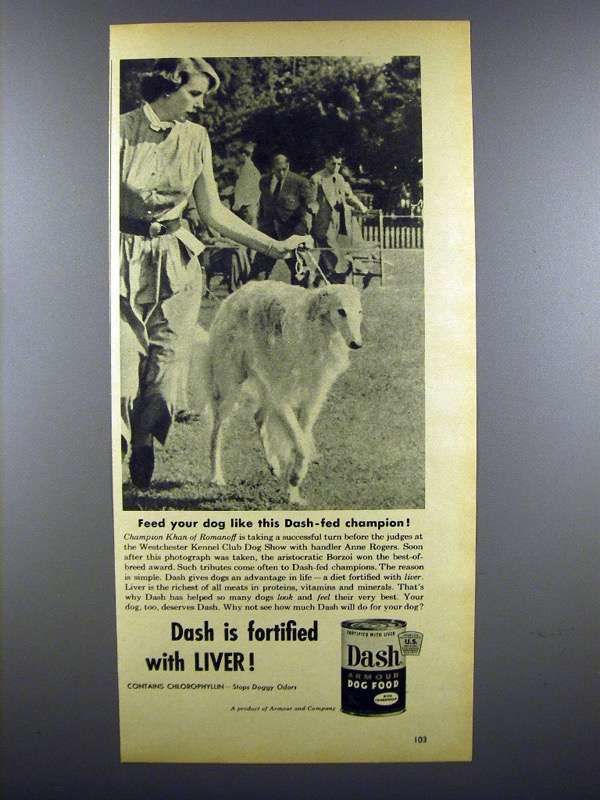 Feed your dog like this Dash-fed champion!
Champion Khan of Romanoff is taking a successful turn before the judges at
the Westchester Kennel Club Dog Show with handler Anne Rogers. Soon
after this photograph was taken, the aristocratic Borzoi won the best-of-
breed award. Such tributes come often to Dash-fed champions. The reason
is simple. Dash gives dogs an advantage in life — a diet fortified with liver.
Liver is the richest of all meats in proteins, vitamins and minerals. That's
why Dash has helped so many dogs look and feel their very best. Your
dog, too, deserves Dash. Why not see how much Dash will do for your dog?
Dash is fortified
with LIVER!
CONTAINS CHLOROPHYLLIN — Stops Doggy Odors
A product of Armour and Company
FORTIFIED WITH LIVER
U.S.
Dash
ARMOUR
DOG FOOD
103